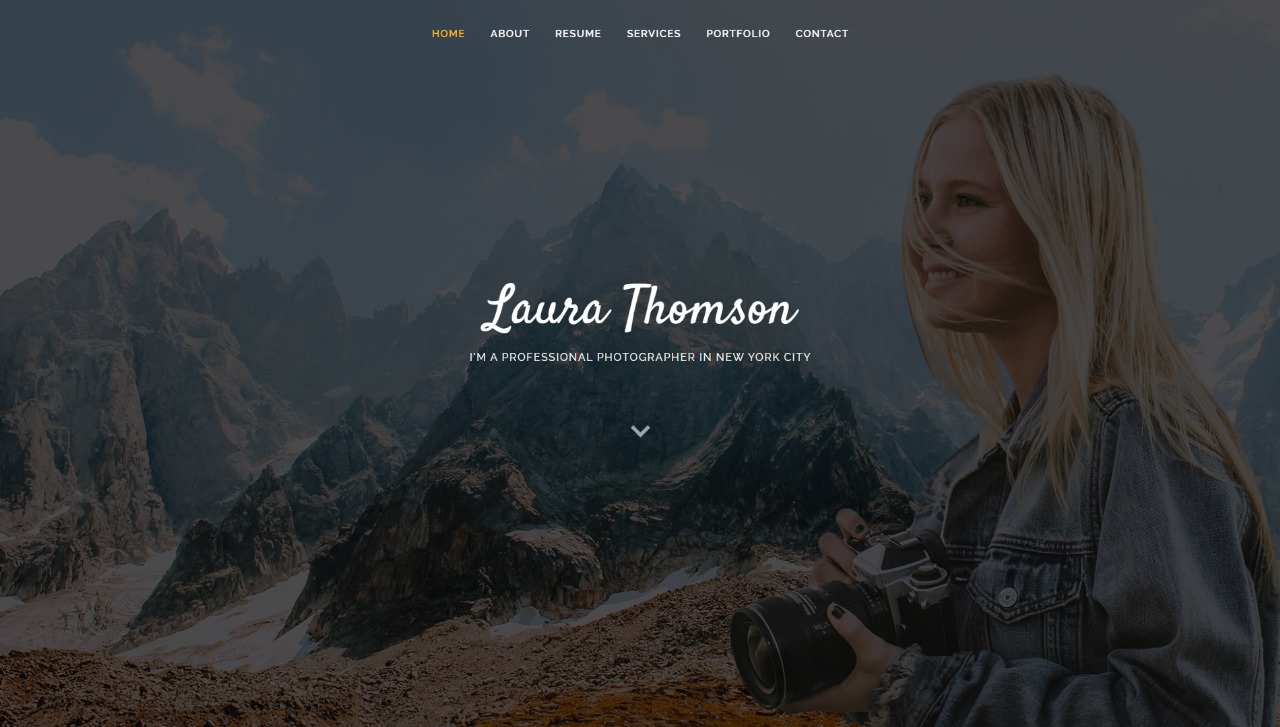 HOME ABOUT RESUME SERVICES PORTFOLIO CONTACT
Laura Thomson
I'M A PROFESSIONAL PHOTOGRAPHER IN NEW YORK CITY